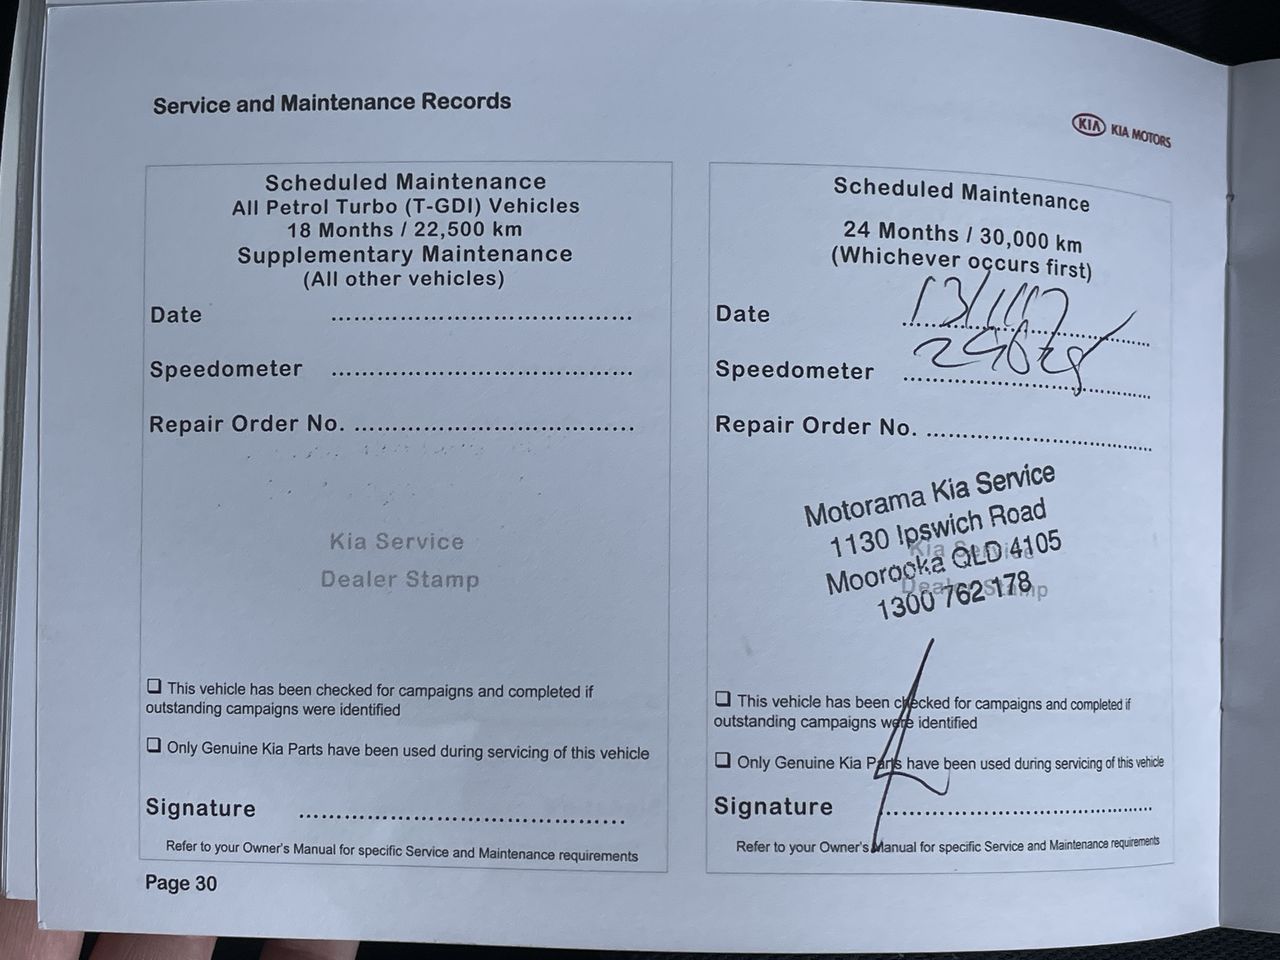 Service and Maintenance Records
KIA KIA MOTORS
Scheduled Maintenance
All Petrol Turbo (T-GDI) Vehicles
18 Months / 22,500 km
Supplementary Maintenance
(All other vehicles)
Date ........................................
Speedometer ........................................
Repair Order No. .....................................
Kia Service
Dealer Stamp
❑ This vehicle has been checked for campaigns and completed if
outstanding campaigns were identified
❑ Only Genuine Kia Parts have been used during servicing of this vehicle
Signature ...........................................
Refer to your Owner's Manual for specific Service and Maintenance requirements
Page 30
Scheduled Maintenance
24 Months / 30,000 km
(Whichever occurs first)
Date
Speedometer
Repair Order No. ..............................
Motorama Kia Service
1130 Ipswich Road
Moorooka QLD 4105
1300 762 178
Kia Service
Dealer Stamp
❑ This vehicle has been checked for campaigns and completed if
outstanding campaigns were identified
❑ Only Genuine Kia Parts have been used during servicing of this vehicle
Signature ....................................
Refer to your Owner's Manual for specific Service and Maintenance requirements